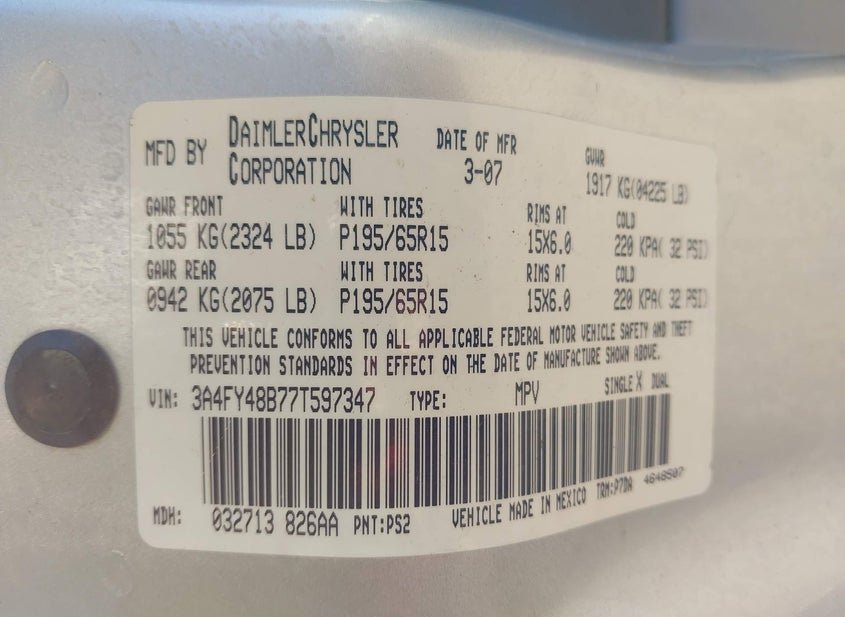 MFD BY DAIMLERCHRYSLER CORPORATION DATE OF MFR 3-07 GVWR 1917 KG(04225 LB)
GAWR FRONT WITH TIRES RIMS AT COLD
1055 KG(2324 LB) P195/65R15 15X6.0 220 KPA( 32 PSI)
GAWR REAR WITH TIRES RIMS AT COLD
0942 KG(2075 LB) P195/65R15 15X6.0 220 KPA( 32 PSI)
THIS VEHICLE CONFORMS TO ALL APPLICABLE FEDERAL MOTOR VEHICLE SAFETY AND THEFT
PREVENTION STANDARDS IN EFFECT ON THE DATE OF MANUFACTURE SHOWN ABOVE.
VIN: 3A4FY48B77T597347 TYPE: MPV SINGLE X DUAL
MDH: 032713 826AA PNT:PS2 VEHICLE MADE IN MEXICO TRM:P7DA 4648507